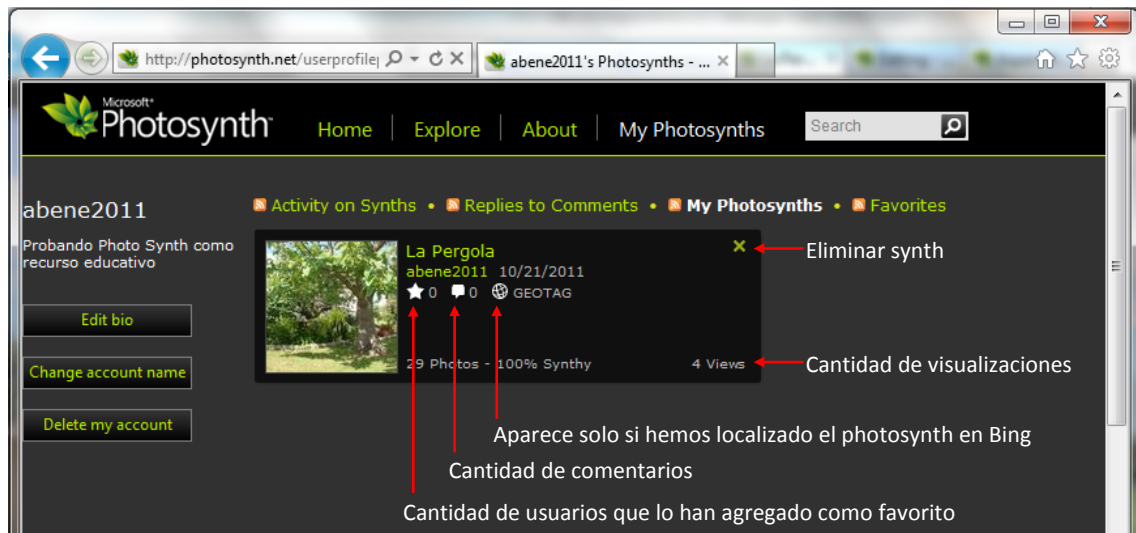 http://photosynth.net/userprofile
abene2011's Photosynths - ...
Microsoft®
Photosynth™
Home
Explore
About
My Photosynths
Search
abene2011
Probando Photo Synth como
recurso educativo
Edit bio
Change account name
Delete my account
Activity on Synths • Replies to Comments • My Photosynths • Favorites
La Pergola
abene2011 10/21/2011
0 0 GEOTAG
29 Photos - 100% Synthy
4 Views
Eliminar synth
Cantidad de visualizaciones
Aparece solo si hemos localizado el photosynth en Bing
Cantidad de comentarios
Cantidad de usuarios que lo han agregado como favorito